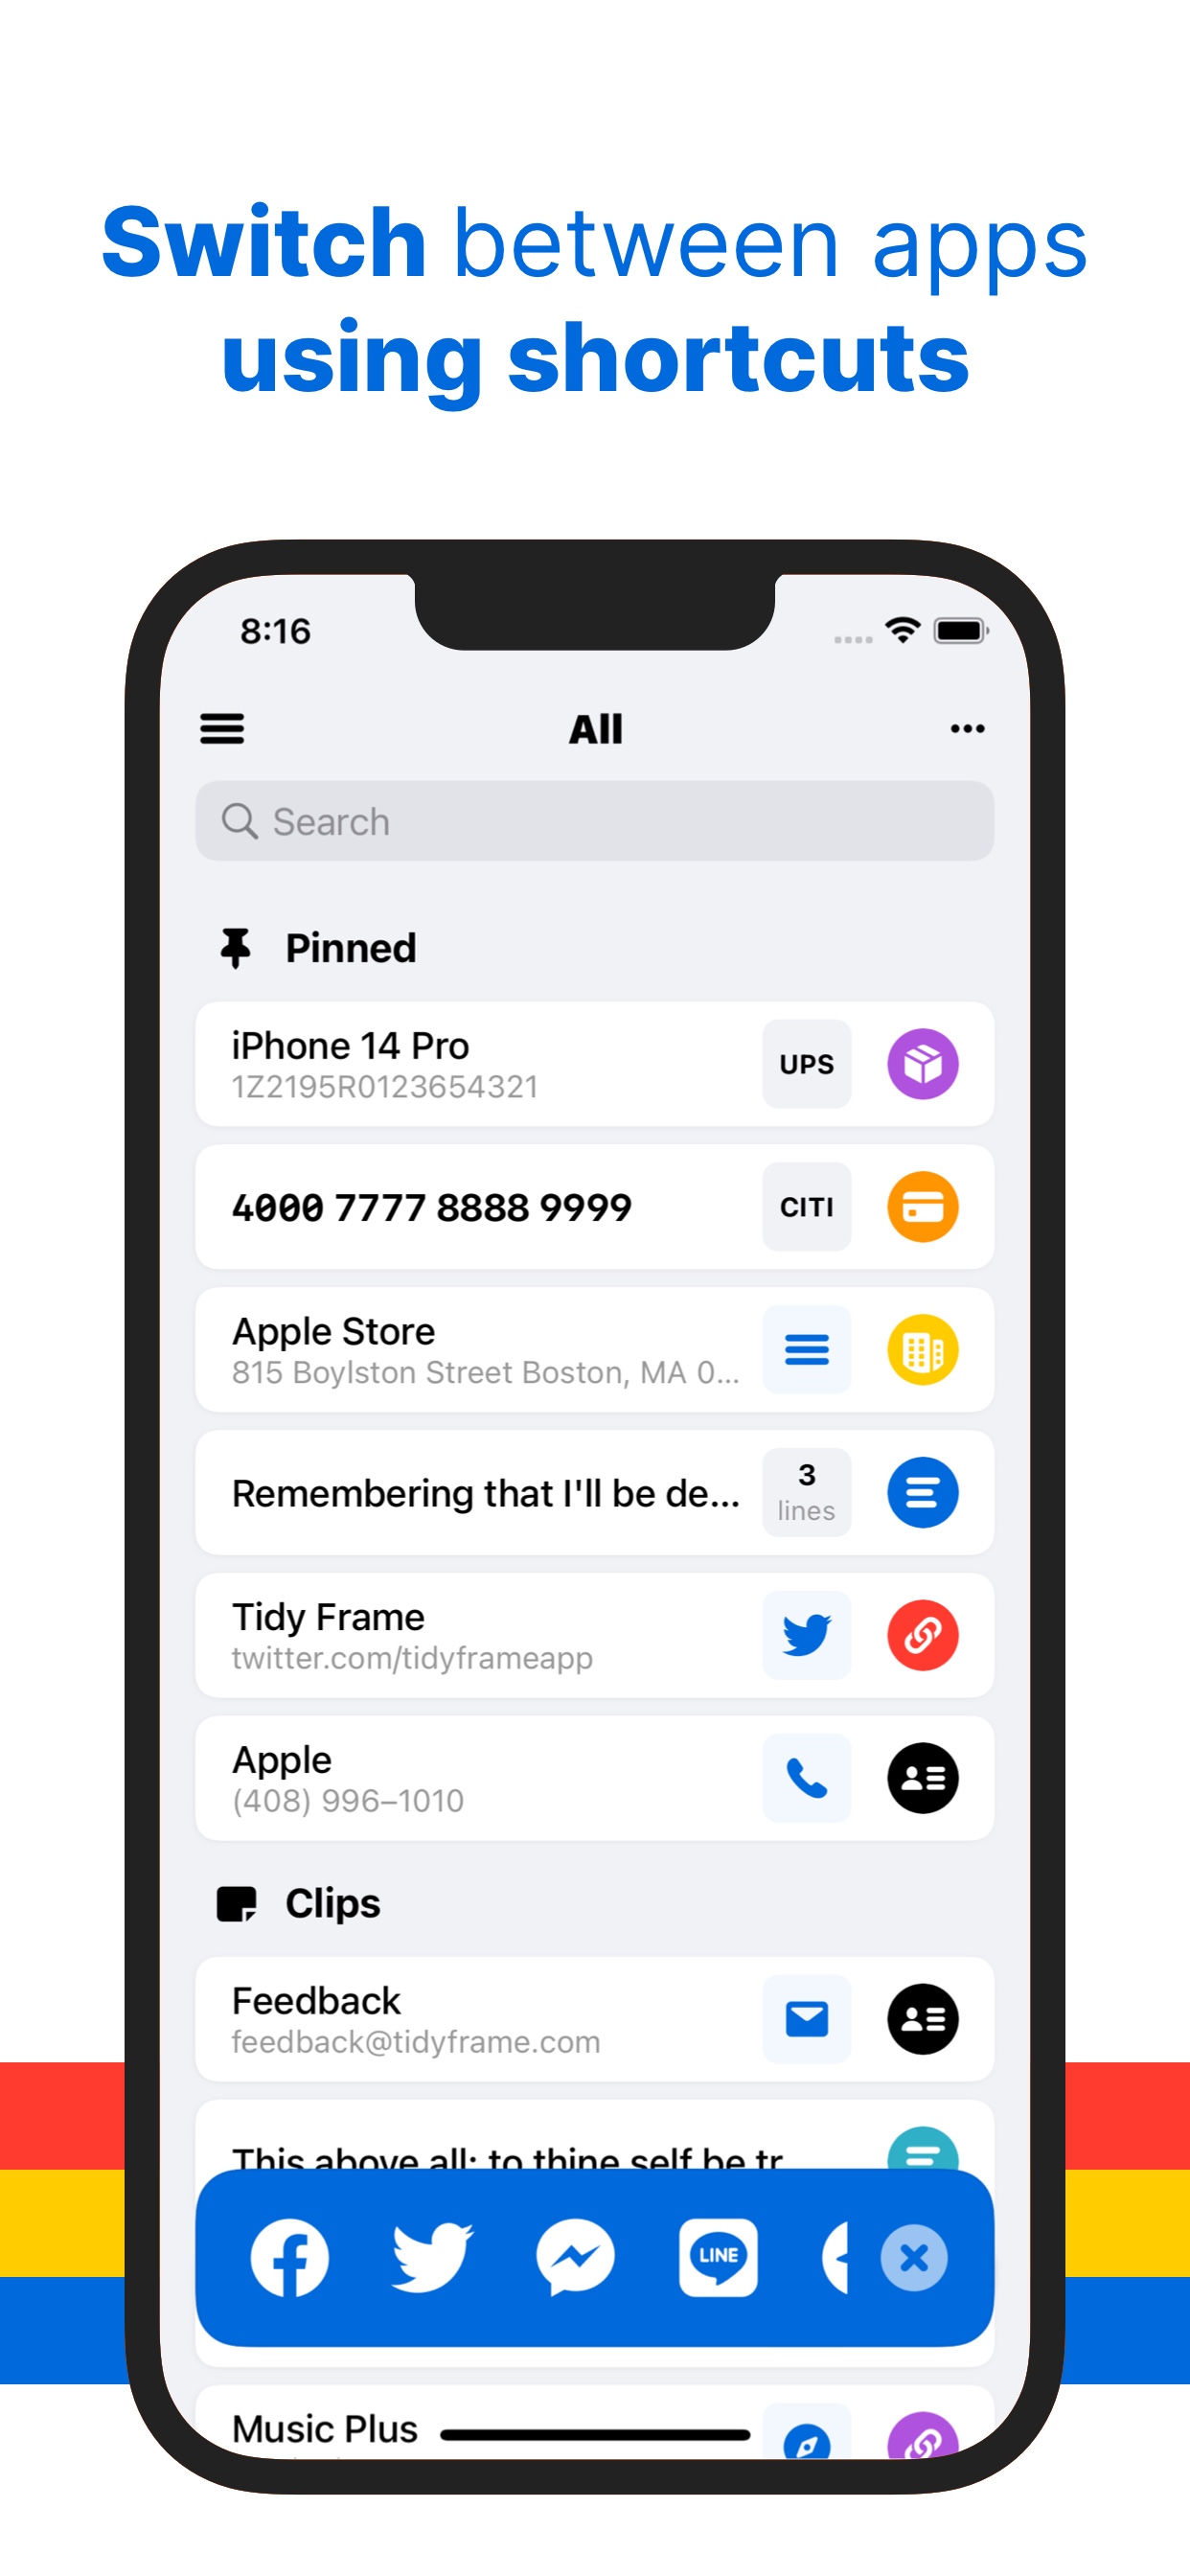 Switch between apps
using shortcuts
8:16
All
Search
Pinned
iPhone 14 Pro
1Z2195R0123654321
UPS
4000 7777 8888 9999
CITI
Apple Store
815 Boylston Street Boston, MA 0...
Remembering that I'll be de...
3
lines
Tidy Frame
twitter.com/tidyframeapp
Apple
(408) 996–1010
Clips
Feedback
feedback@tidyframe.com
This above all: to thine self be tr
LINE
Music Plus